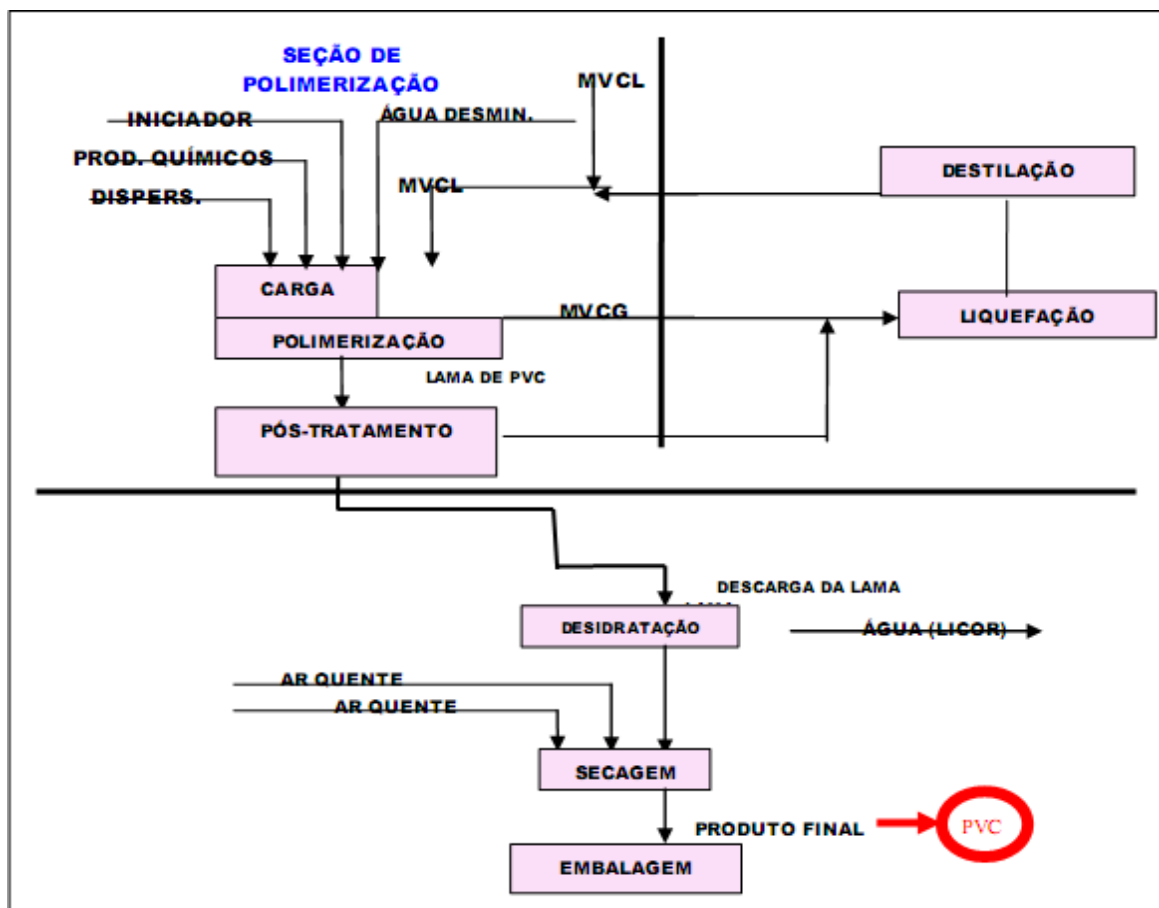 SEÇÃO DE
POLIMERIZAÇÃO
MVCL
INICIADOR
ÁGUA DESMIN.
PROD. QUÍMICOS
DISPERS.
MVCL
DESTILAÇÃO
CARGA
MVCG
LIQUEFAÇÃO
POLIMERIZAÇÃO
LAMA DE PVC
PÓS-TRATAMENTO
DESCARGA DA LAMA
DESIDRATAÇÃO
ÁGUA (LICOR)
AR QUENTE
AR QUENTE
SECAGEM
PRODUTO FINAL
PVC
EMBALAGEM